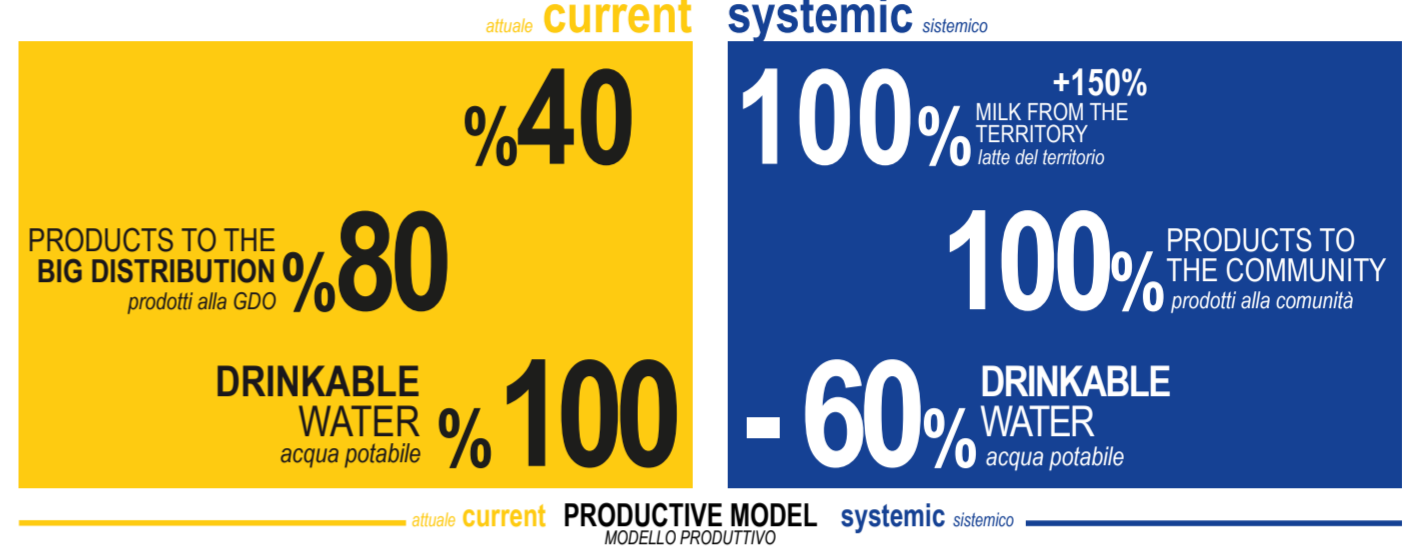 attuale current
systemic sistemico
%40
PRODUCTS TO THE
BIG DISTRIBUTION
prodotti alla GDO
%80
DRINKABLE
WATER
acqua potabile
% 100
100%
+150%
MILK FROM THE
TERRITORY
latte del territorio
100%
PRODUCTS TO
THE COMMUNITY
prodotti alla comunità
- 60%
DRINKABLE
WATER
acqua potabile
attuale current PRODUCTIVE MODEL systemic sistemico
MODELLO PRODUTTIVO